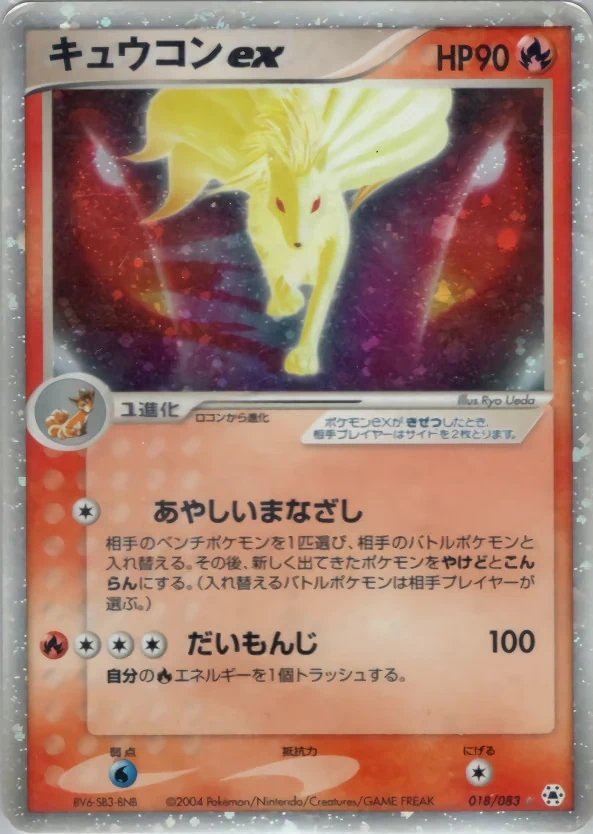 キュウコンex HP90
Illus. Ryo Ueda
1進化 ロコンから進化
ポケモンexが きぜつしたとき、
相手プレイヤーはサイドを2枚とります。
あやしいまなざし
相手のベンチポケモンを1匹選び、相手のバトルポケモンと
入れ替える。その後、新しく出てきたポケモンをやけどとこん
らんにする。(入れ替えるバトルポケモンは相手プレイヤーが
選ぶ。)
だいもんじ 100
自分のエネルギーを1個トラッシュする。
弱点 抵抗力 にげる
BV6-SB3-BNB ©2004 Pokémon/Nintendo/Creatures/GAME FREAK 018/083